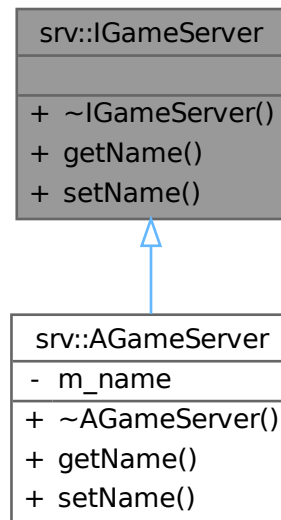 srv::IGameServer
+ ~IGameServer()
+ getName()
+ setName()
srv::AGameServer
- m_name
+ ~AGameServer()
+ getName()
+ setName()